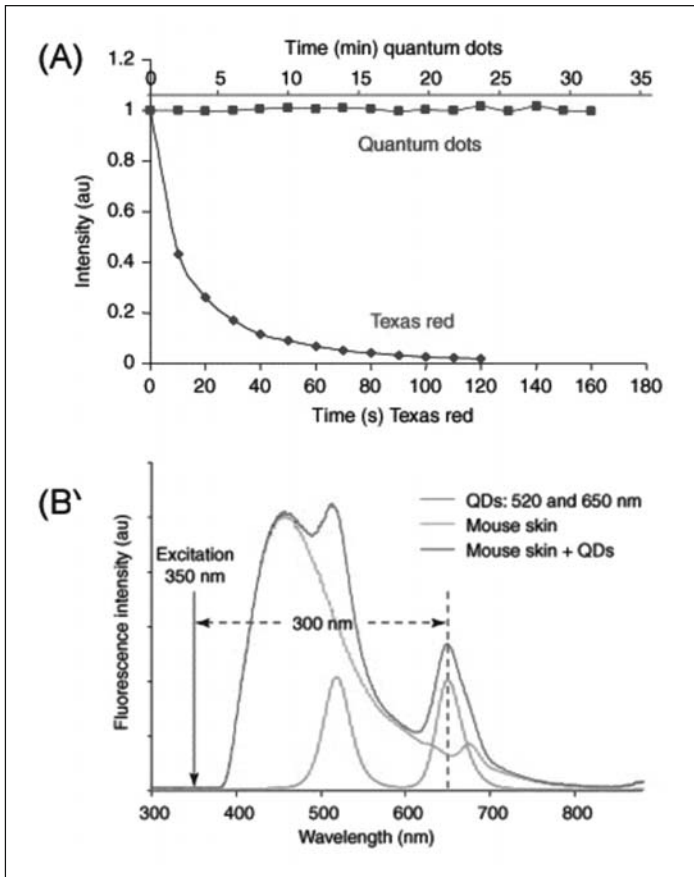 (A)
Time (min) quantum dots
0 5 10 15 20 25 30 35
1.2
1
0.8
0.6
0.4
0.2
0
Intensity (au)
Quantum dots
Texas red
0 20 40 60 80 100 120 140 160 180
Time (s) Texas red
(B)
QDs: 520 and 650 nm
Mouse skin
Mouse skin + QDs
Excitation
350 nm
300 nm
Fluorescence intensity (au)
300 400 500 600 700 800
Wavelength (nm)